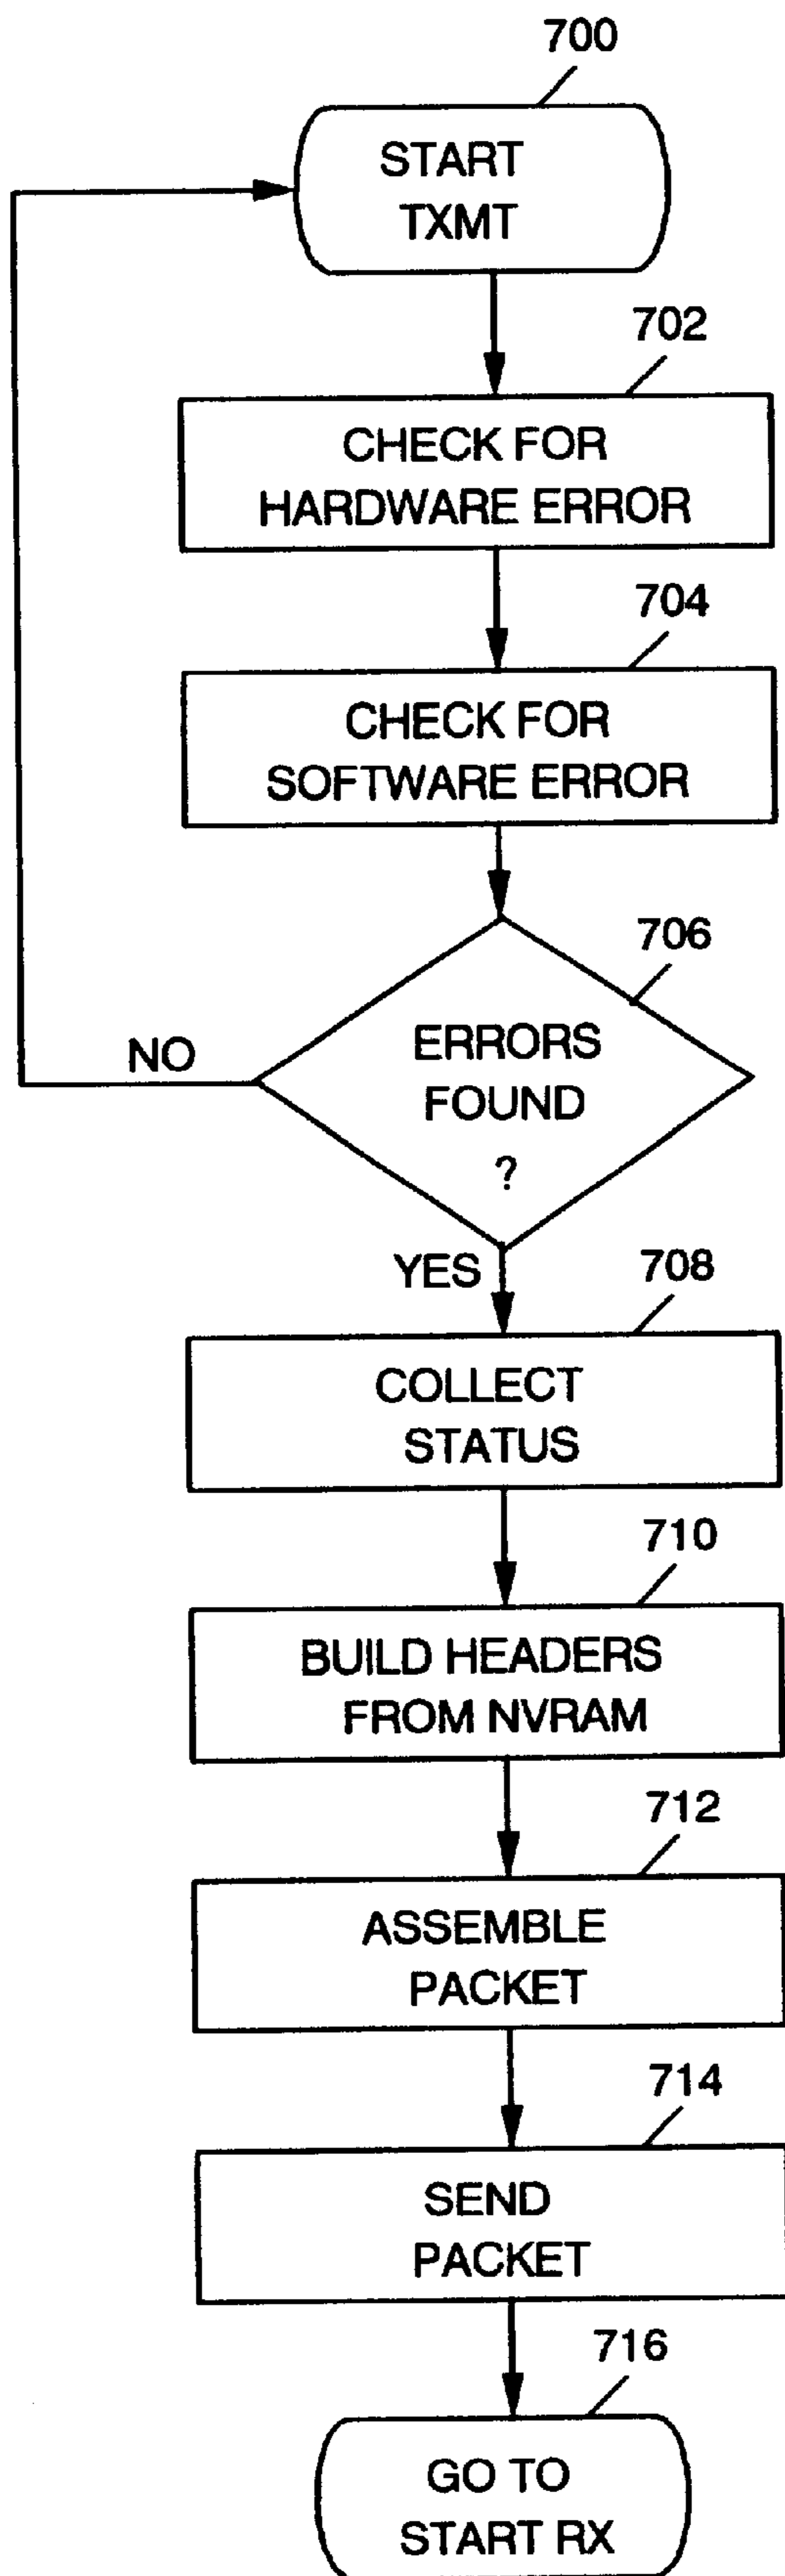 700
START
TXMT
702
CHECK FOR
HARDWARE ERROR
704
CHECK FOR
SOFTWARE ERROR
706
ERRORS
FOUND
?
NO
YES
708
COLLECT
STATUS
710
BUILD HEADERS
FROM NVRAM
712
ASSEMBLE
PACKET
714
SEND
PACKET
716
GO TO
START RX